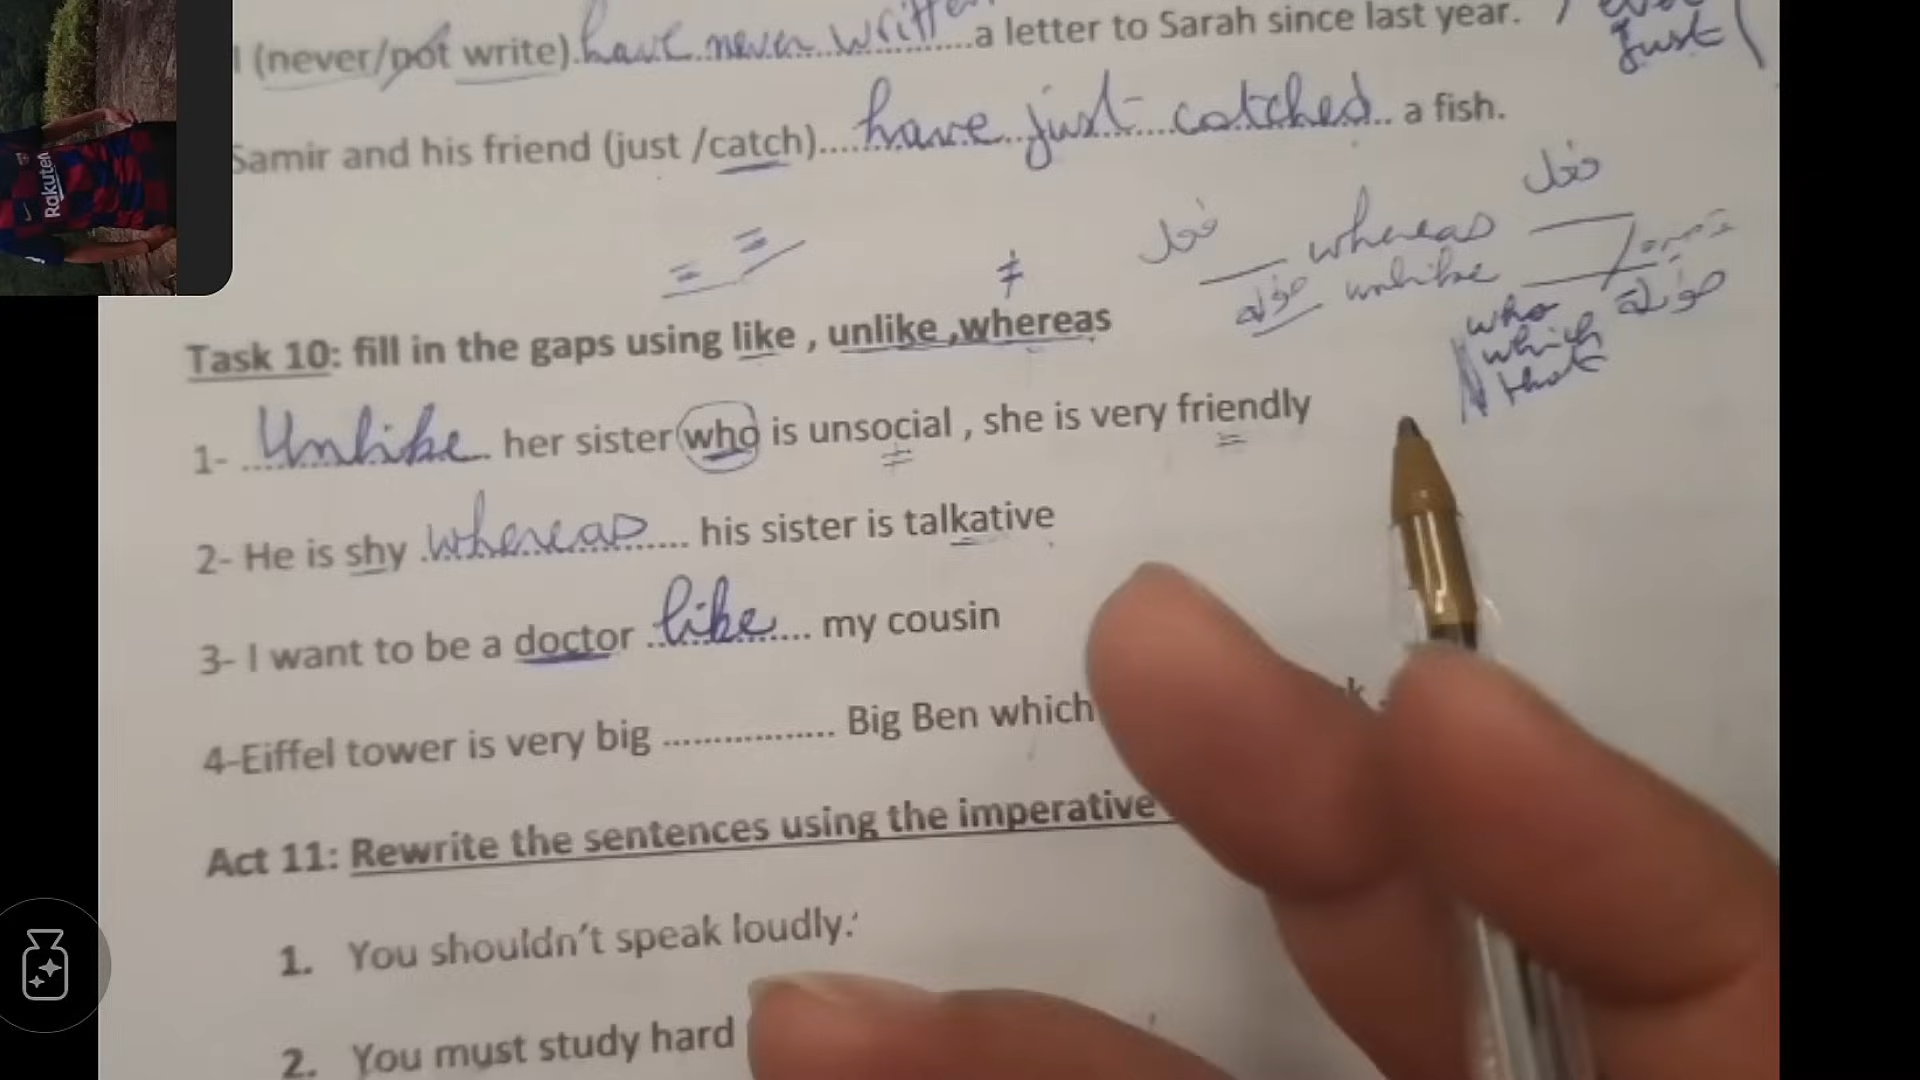 I (never/not write).have never written.a letter to Sarah since last year.
just
Samir and his friend (just /catch)....have just catched.. a fish.
Rakuten
فعل whereas فعل
صفة unlike صفة
who
which
that
= =
≠
Task 10: fill in the gaps using like , unlike ,whereas
1- Unlike her sister who is unsocial , she is very friendly
≠ =
2- He is shy whereas his sister is talkative
3- I want to be a doctor like my cousin
4-Eiffel tower is very big ................. Big Ben which
Act 11: Rewrite the sentences using the imperative
1. You shouldn't speak loudly.
2. You must study hard